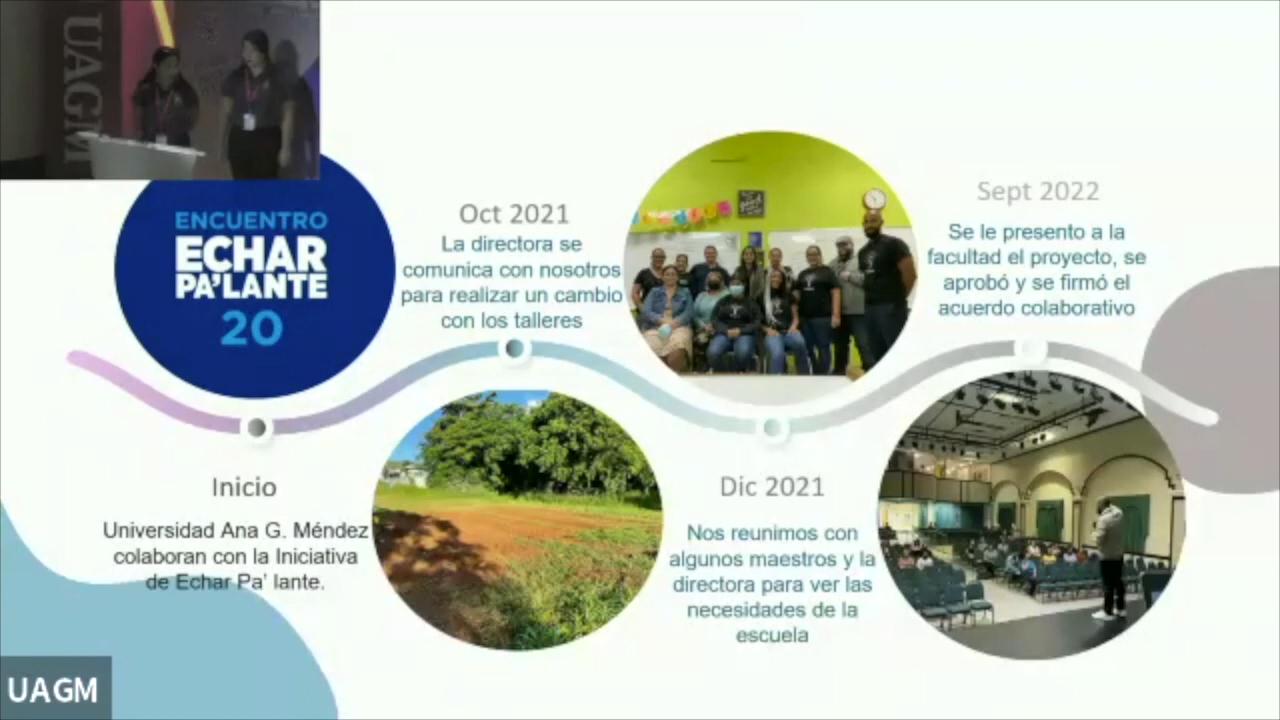 UAGM
ENCUENTRO
ECHAR
PA'LANTE
20
Inicio
Universidad Ana G. Méndez
colaboran con la Iniciativa
de Echar Pa' lante.
Oct 2021
La directora se
comunica con nosotros
para realizar un cambio
con los talleres
Dic 2021
Nos reunimos con
algunos maestros y la
directora para ver las
necesidades de la
escuela
Sept 2022
Se le presento a la
facultad el proyecto, se
aprobó y se firmó el
acuerdo colaborativo
UAGM